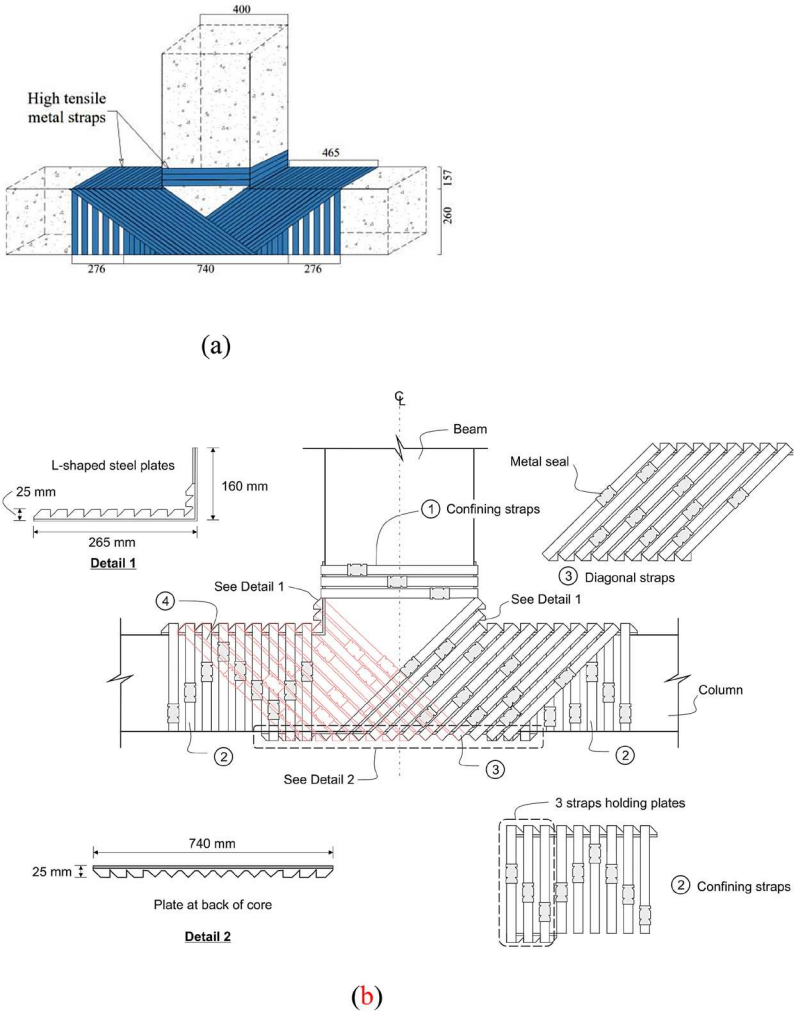 400
High tensile
metal straps
465
157
260
276
740
276
(a)
℄
Beam
L-shaped steel plates
Metal seal
25 mm
160 mm
1 Confining straps
265 mm
Detail 1
3 Diagonal straps
See Detail 1
4
See Detail 1
Column
2
3
2
See Detail 2
3 straps holding plates
740 mm
25 mm
2 Confining straps
Plate at back of core
Detail 2
(b)